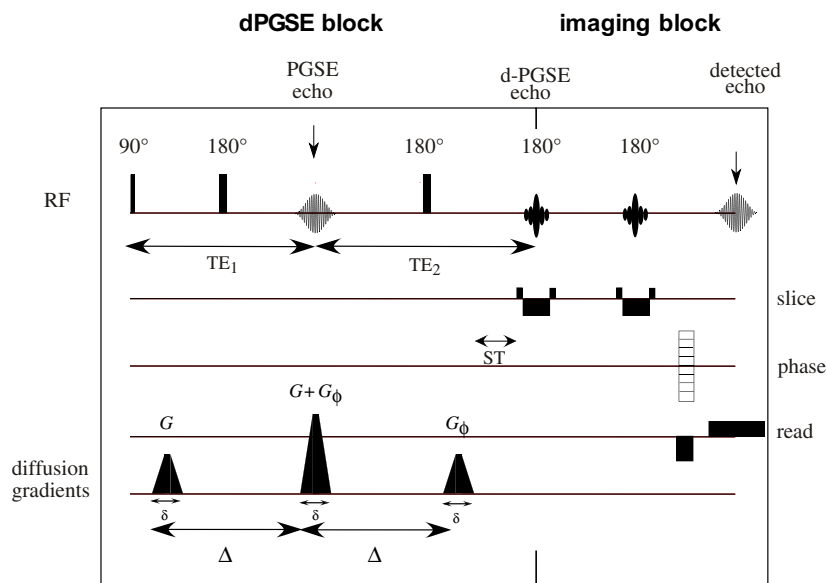 dPGSE block
imaging block
PGSE
echo
d-PGSE
echo
detected
echo
90°
180°
180°
180°
180°
RF
TE₁
TE₂
slice
ST
phase
G
G+Gϕ
Gϕ
read
diffusion
gradients
δ
δ
δ
Δ
Δ